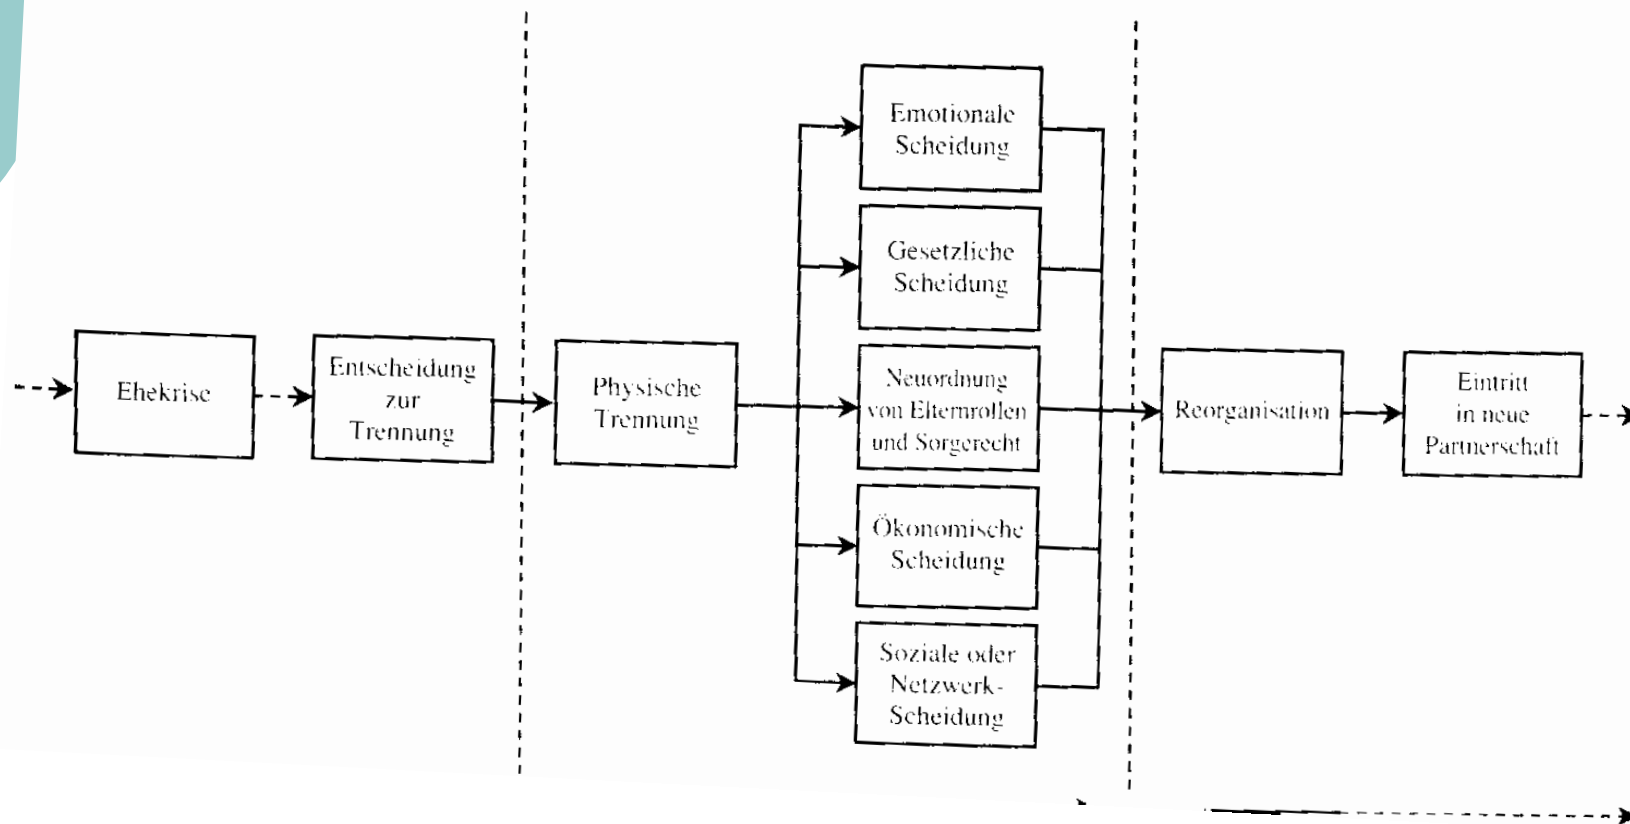 Ehekrise
Entscheidung
zur
Trennung
Physische
Trennung
Emotionale
Scheidung
Gesetzliche
Scheidung
Neuordnung
von Elternrollen
und Sorgerecht
Ökonomische
Scheidung
Soziale oder
Netzwerk-
Scheidung
Reorganisation
Eintritt
in neue
Partnerschaft